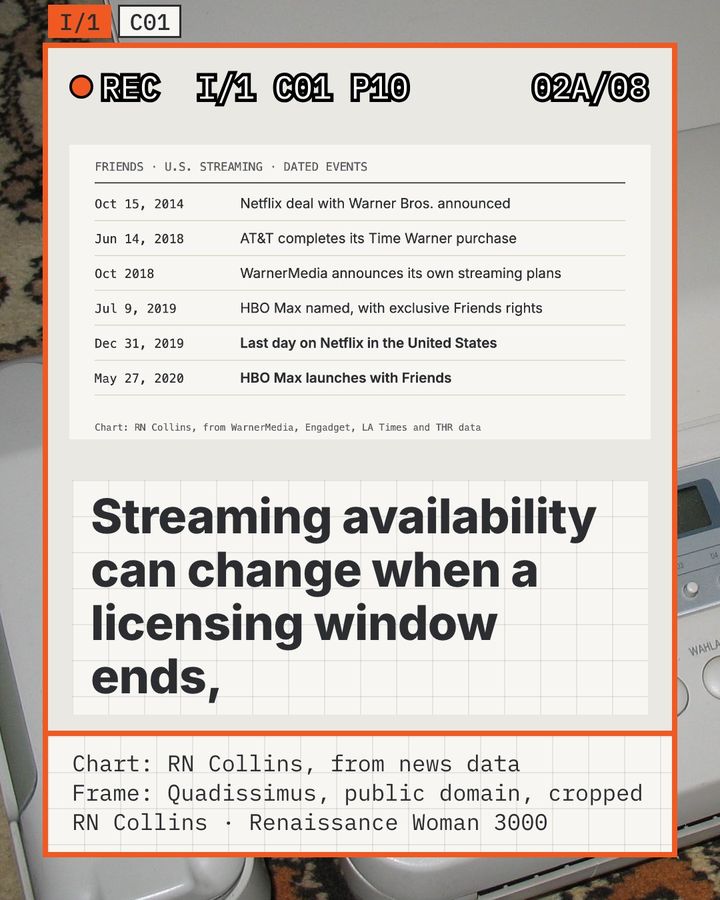 I/1 C01
REC I/1 C01 P10 02A/08
FRIENDS · U.S. STREAMING · DATED EVENTS
Oct 15, 2014 Netflix deal with Warner Bros. announced
Jun 14, 2018 AT&T completes its Time Warner purchase
Oct 2018 WarnerMedia announces its own streaming plans
Jul 9, 2019 HBO Max named, with exclusive Friends rights
Dec 31, 2019 Last day on Netflix in the United States
May 27, 2020 HBO Max launches with Friends
Chart: RN Collins, from WarnerMedia, Engadget, LA Times and THR data
Streaming availability
can change when a
licensing window
ends,
Chart: RN Collins, from news data
Frame: Quadissimus, public domain, cropped
RN Collins · Renaissance Woman 3000